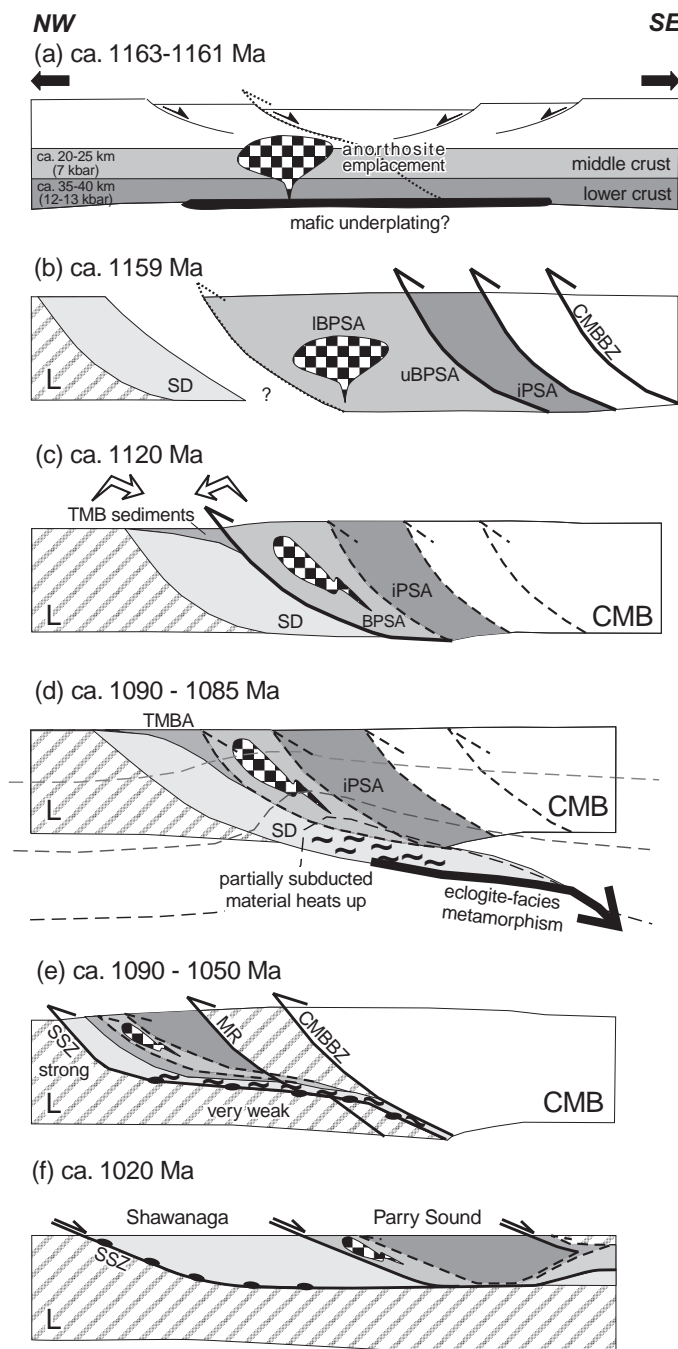 NW
SE
(a) ca. 1163-1161 Ma
ca. 20-25 km
(7 kbar)
anorthosite
emplacement
middle crust
ca. 35-40 km
(12-13 kbar)
lower crust
mafic underplating?
(b) ca. 1159 Ma
L
SD
?
lBPSA
uBPSA
iPSA
CMBBZ
(c) ca. 1120 Ma
TMB sediments
L
SD
BPSA
iPSA
CMB
(d) ca. 1090 - 1085 Ma
TMBA
L
SD
iPSA
CMB
partially subducted
material heats up
eclogite-facies
metamorphism
(e) ca. 1090 - 1050 Ma
SSZ
MR
CMBBZ
strong
L
very weak
CMB
(f) ca. 1020 Ma
Shawanaga
Parry Sound
SSZ
L